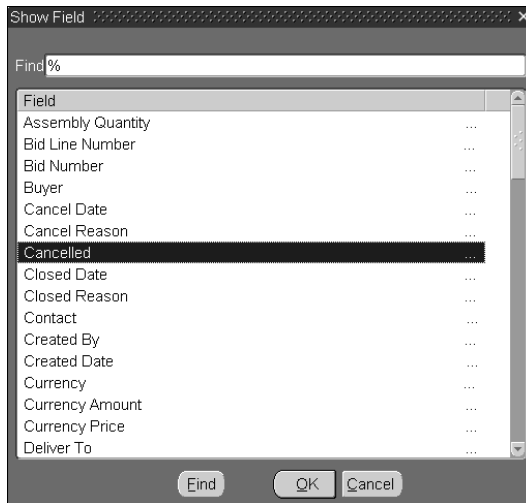 Show Field
Find %
Field
Assembly Quantity ...
Bid Line Number ...
Bid Number ...
Buyer ...
Cancel Date ...
Cancel Reason ...
Cancelled ...
Closed Date ...
Closed Reason ...
Contact ...
Created By ...
Created Date ...
Currency ...
Currency Amount ...
Currency Price ...
Deliver To ...
Find OK Cancel